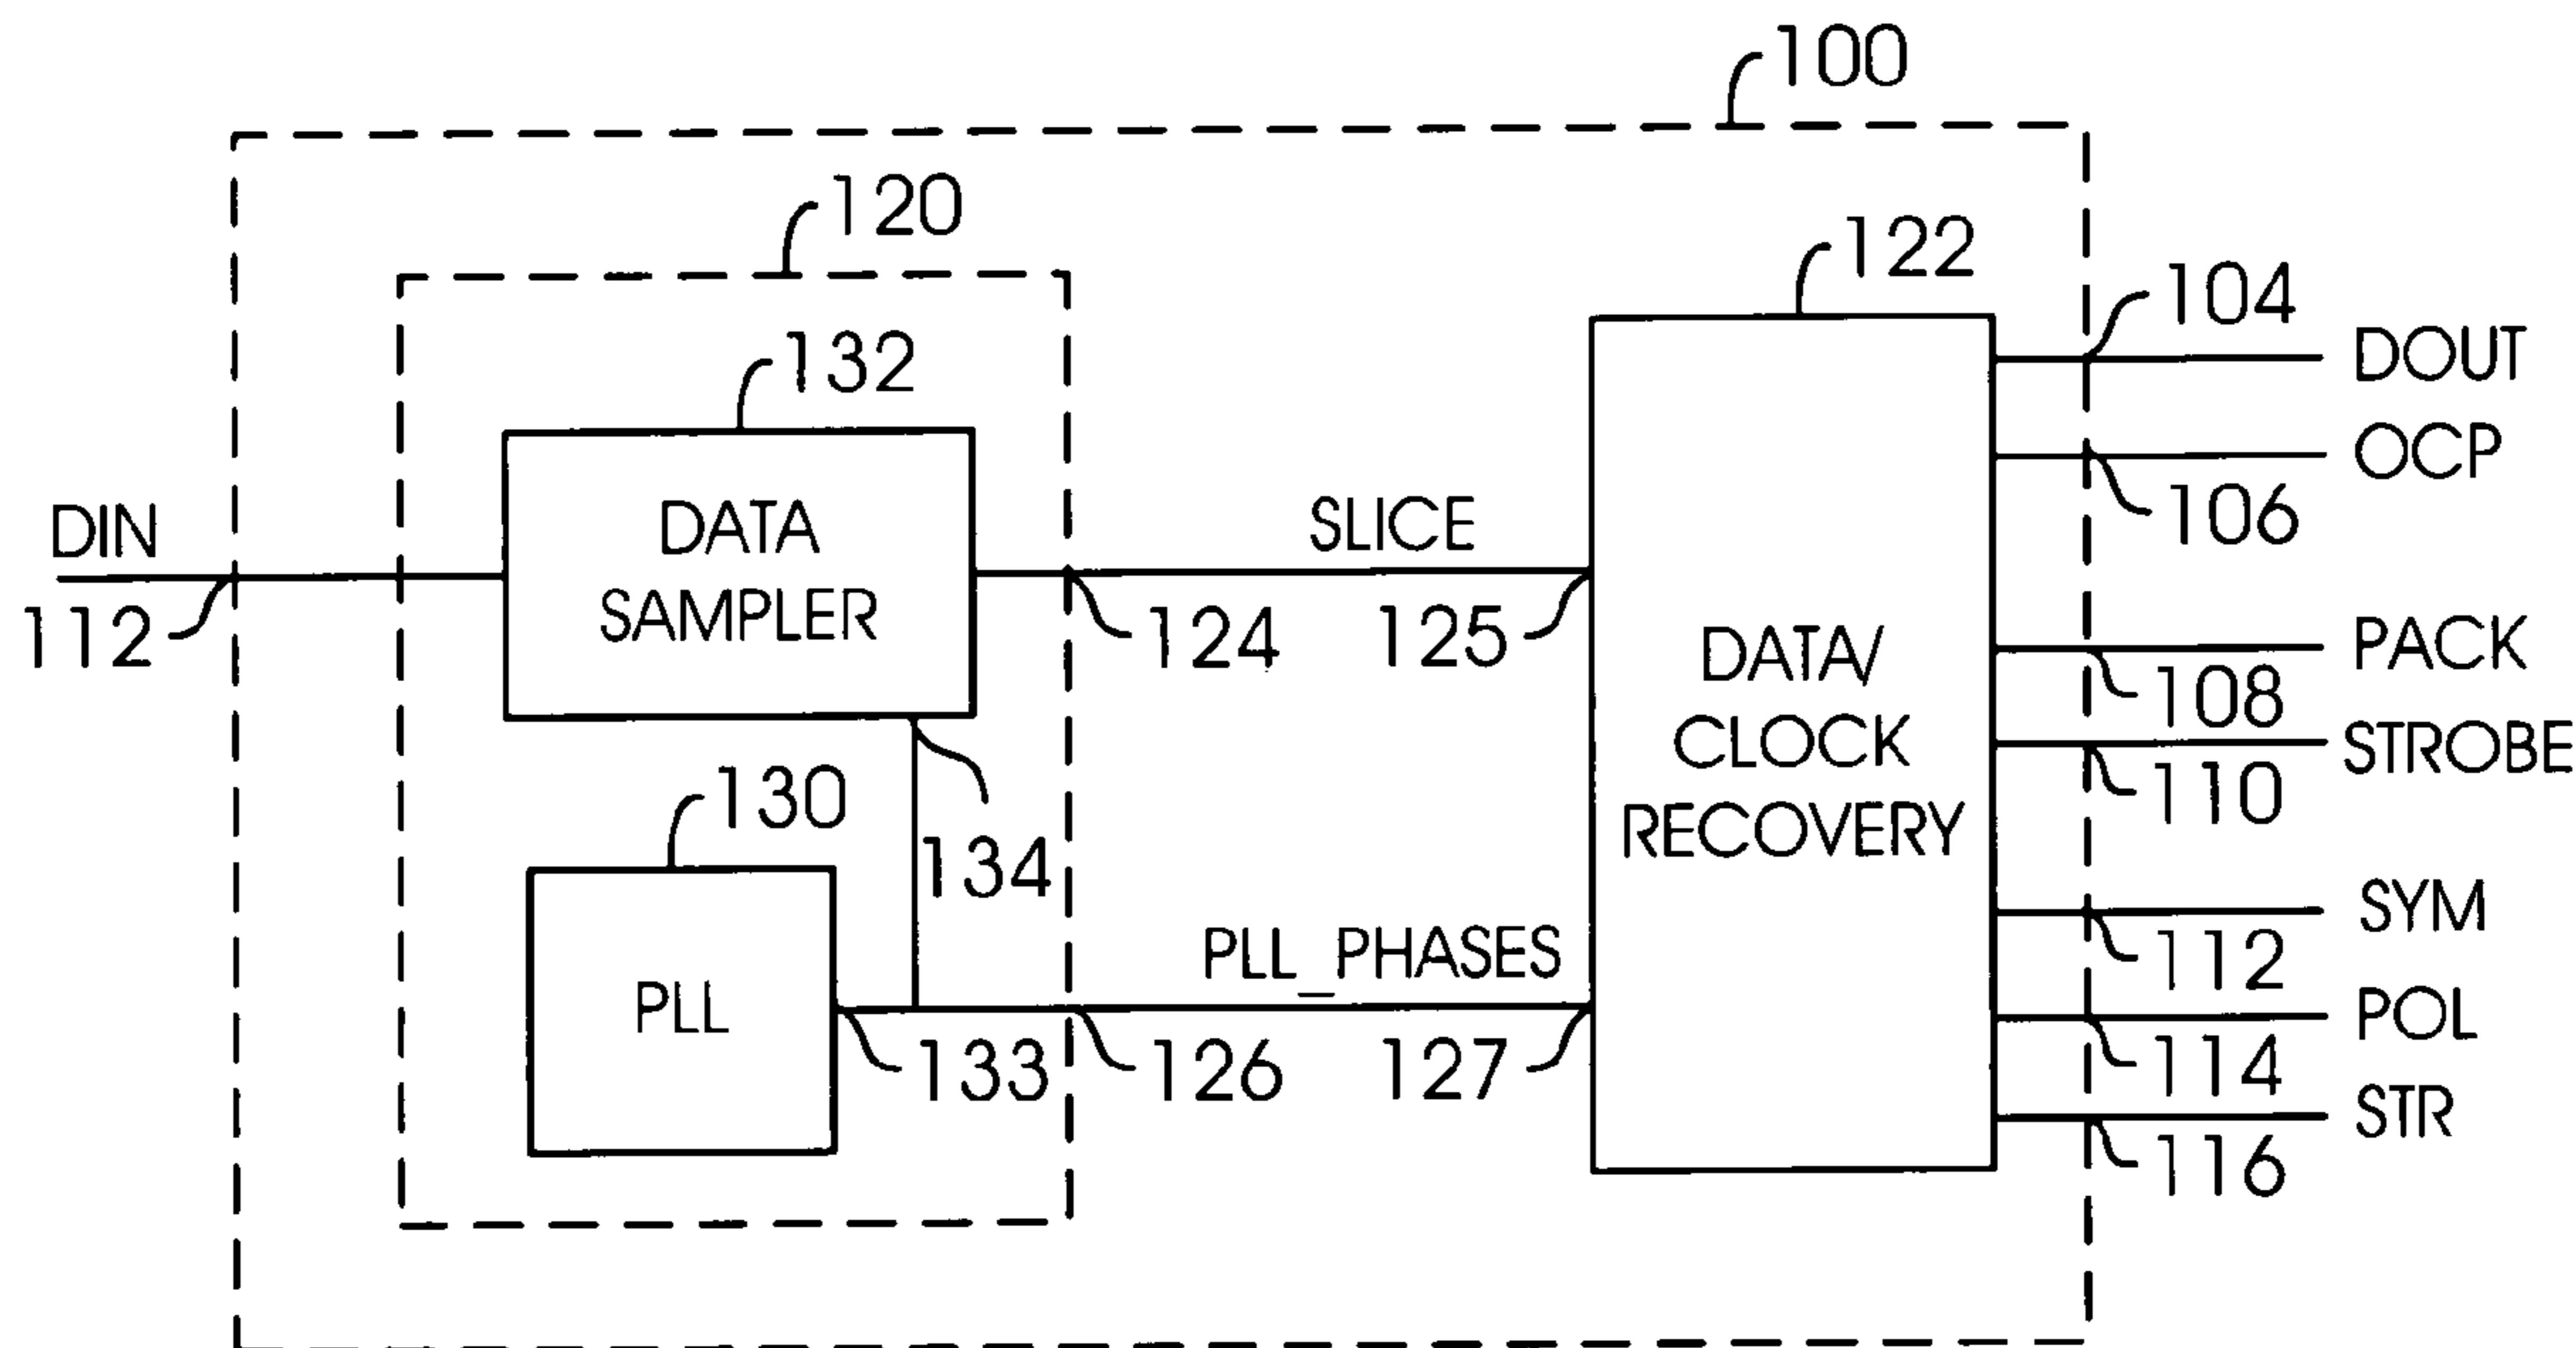 100
120
122
104
DOUT
132
OCP
106
DIN
DATA
SAMPLER
SLICE
112
124
125
DATA/
CLOCK
RECOVERY
PACK
108
STROBE
110
130
134
SYM
112
PLL
PLL_PHASES
POL
114
133
126
127
STR
116